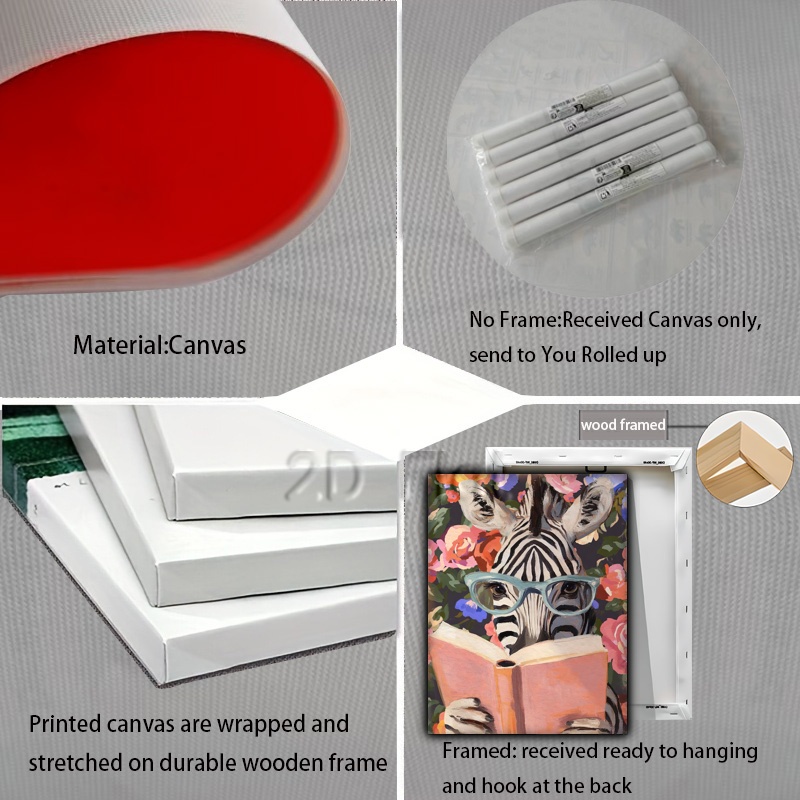 Material:Canvas
No Frame:Received Canvas only,
send to You Rolled up
wood framed
2D
Printed canvas are wrapped and
stretched on durable wooden frame
Framed: received ready to hanging
and hook at the back